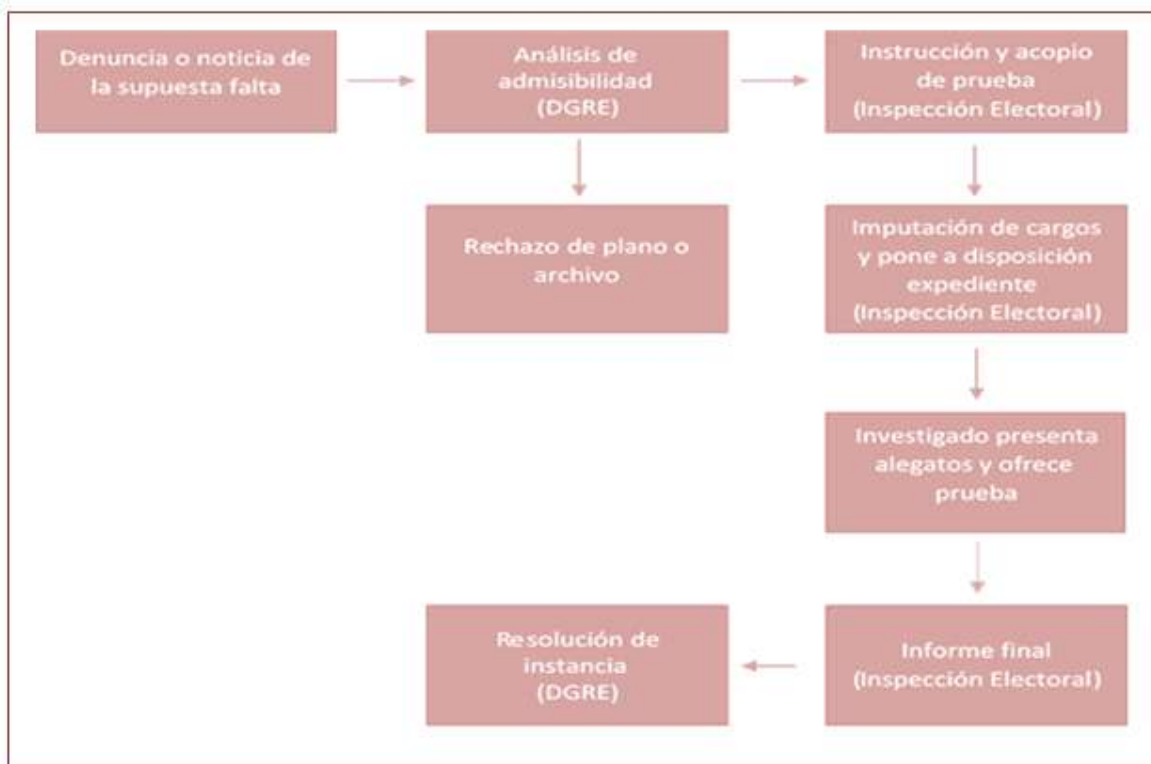 Denuncia o noticia de
la supuesta falta
Análisis de
admisibilidad
(DGRE)
Instrucción y acopio
de prueba
(Inspección Electoral)
Rechazo de plano o
archivo
Imputación de cargos
y pone a disposición
expediente
(Inspección Electoral)
Investigado presenta
alegatos y ofrece
prueba
Informe final
(Inspección Electoral)
Resolución de
instancia
(DGRE)